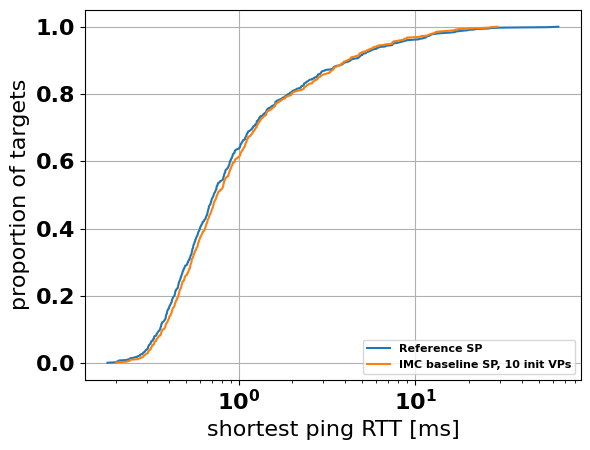 1.0
0.8
0.6
0.4
0.2
0.0
proportion of targets
Reference SP
IMC baseline SP, 10 init VPs
10⁰
10¹
shortest ping RTT [ms]